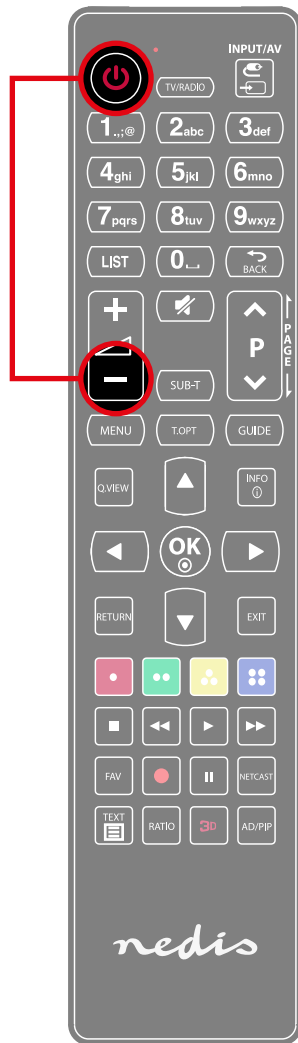 INPUT/AV
TV/RADIO
1.,;@ 2abc 3def
4ghi 5jkl 6mno
7pqrs 8tuv 9wxyz
LIST 0 BACK
+ P PAGE
− SUB-T
MENU T.OPT GUIDE
Q.VIEW INFO
OK
RETURN EXIT
FAV NETCAST
TEXT RATIO 3D AD/PIP
nedis